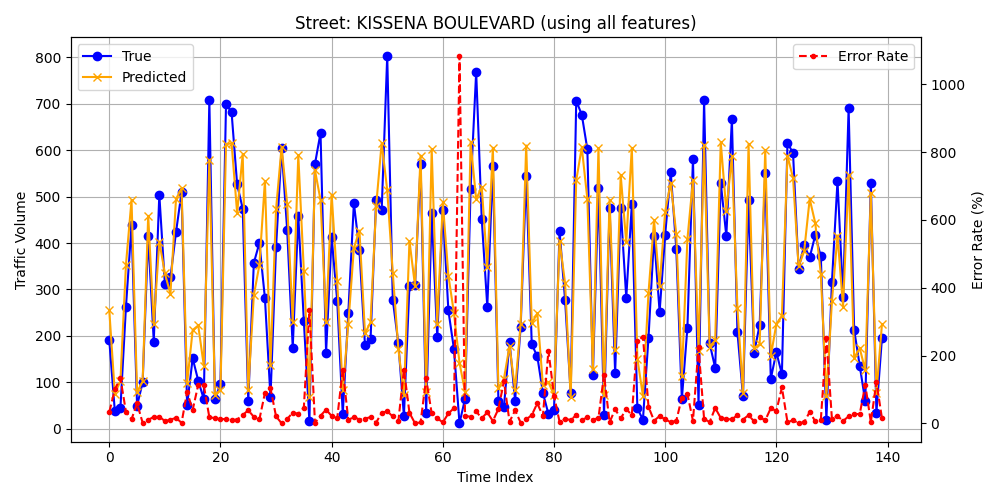 Street: KISSENA BOULEVARD (using all features)
True
Predicted
Error Rate
800
700
600
500
400
300
200
100
0
Traffic Volume
1000
800
600
400
200
0
Error Rate (%)
0 20 40 60 80 100 120 140
Time Index